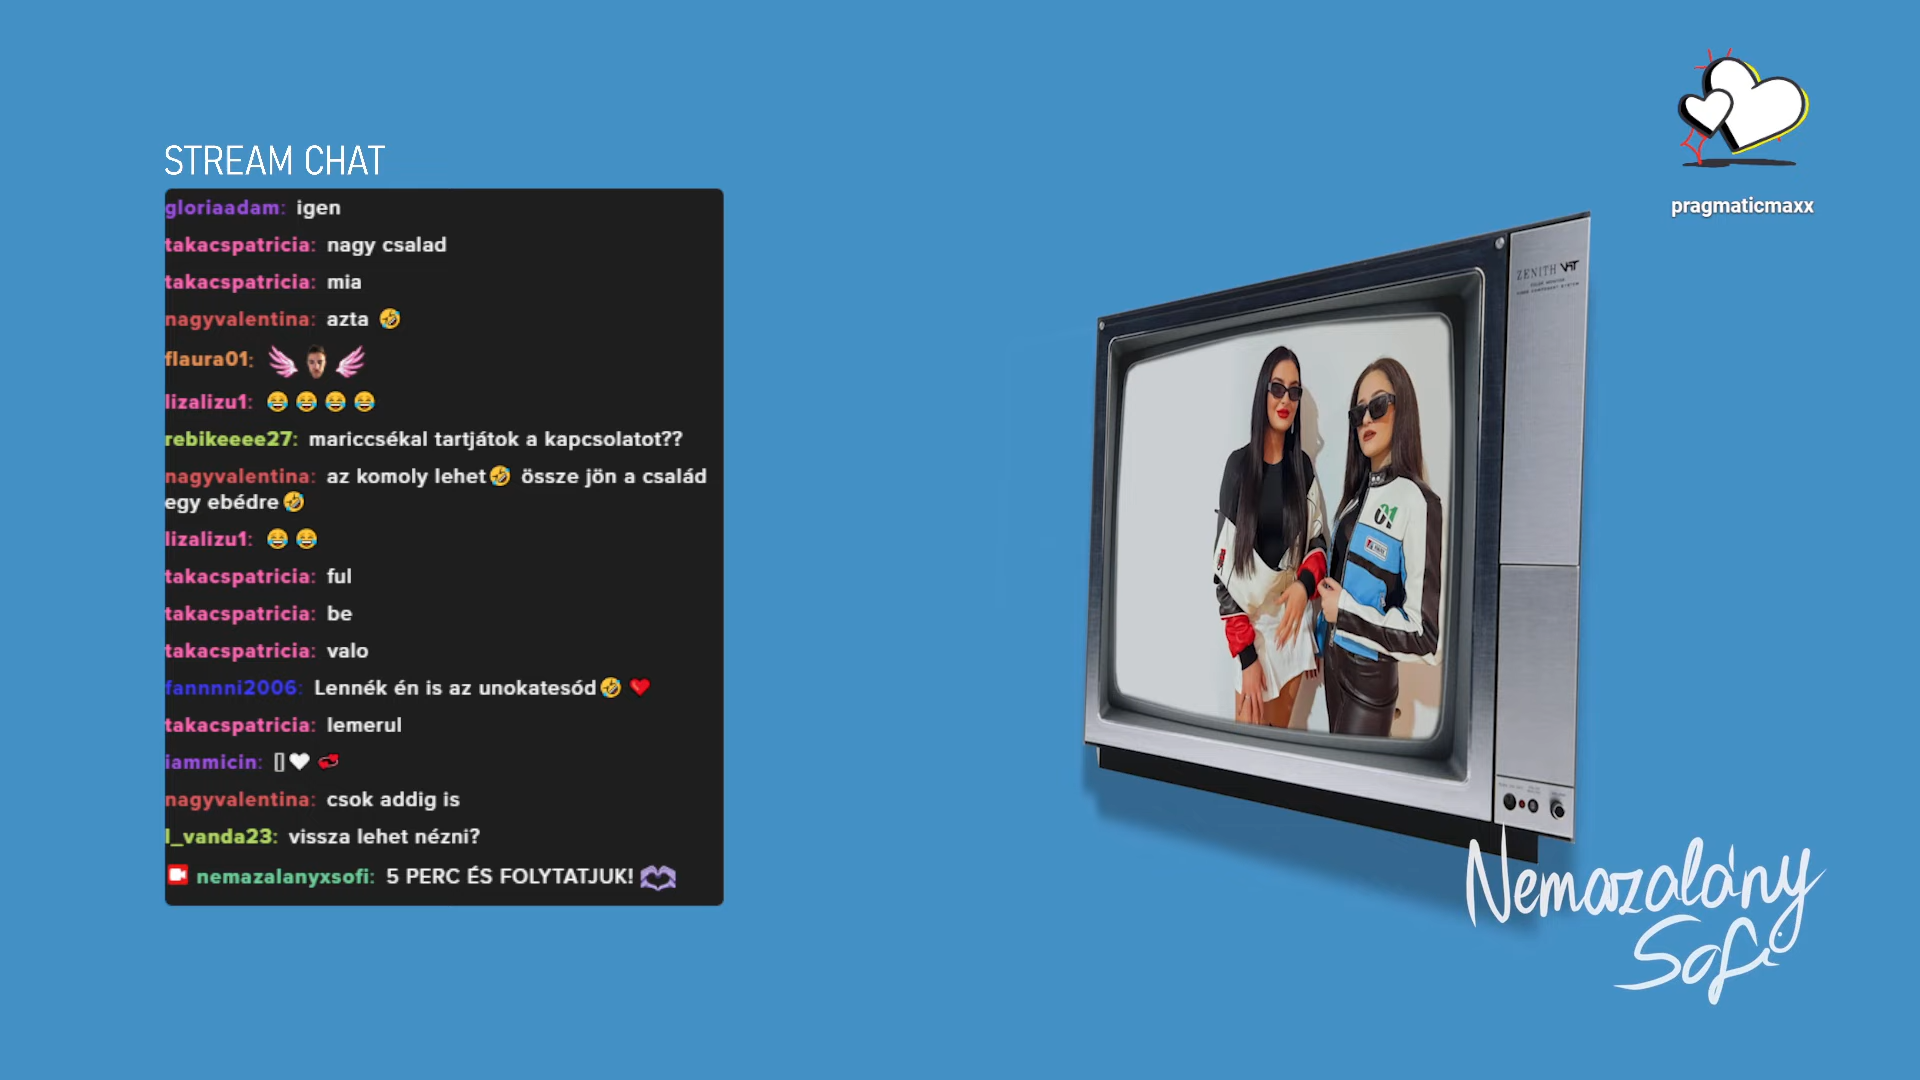 STREAM CHAT
gloriaadam: igen
takacspatricia: nagy csalad
takacspatricia: mia
nagyvalentina: azta 🤣
flaura01:
lizalizu1: 😂 😂 😂 😂
rebikeeee27: mariccsékal tartjátok a kapcsolatot??
nagyvalentina: az komoly lehet🤣 össze jön a család
egy ebédre🤣
lizalizu1: 😂 😂
takacspatricia: ful
takacspatricia: be
takacspatricia: valo
fannnni2006: Lennék én is az unokatesód🤣 ❤
takacspatricia: lemerul
iammicin: []🤍 💞
nagyvalentina: csok addig is
l_vanda23: vissza lehet nézni?
nemazalanyxsofi: 5 PERC ÉS FOLYTATJUK!
pragmaticmaxx
ZENITH
01
Nemazalány
Sofi